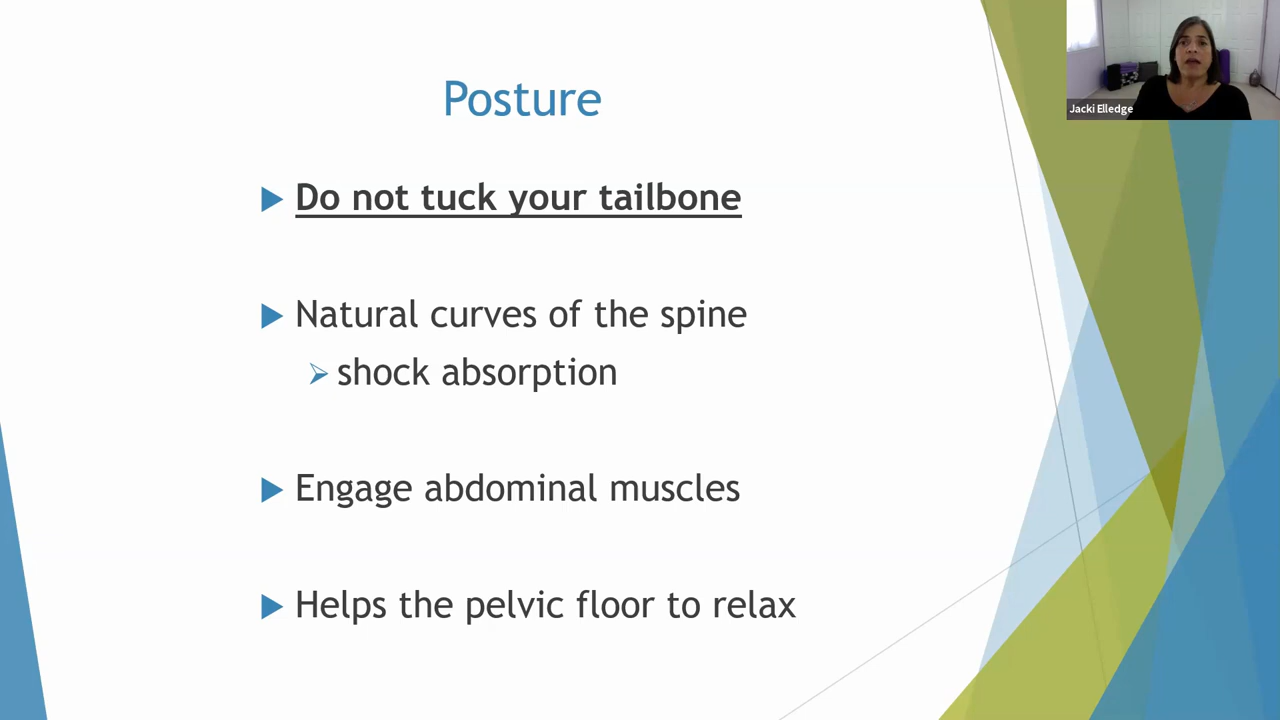 Posture
Do not tuck your tailbone
Natural curves of the spine
shock absorption
Engage abdominal muscles
Helps the pelvic floor to relax
Jacki Elledge